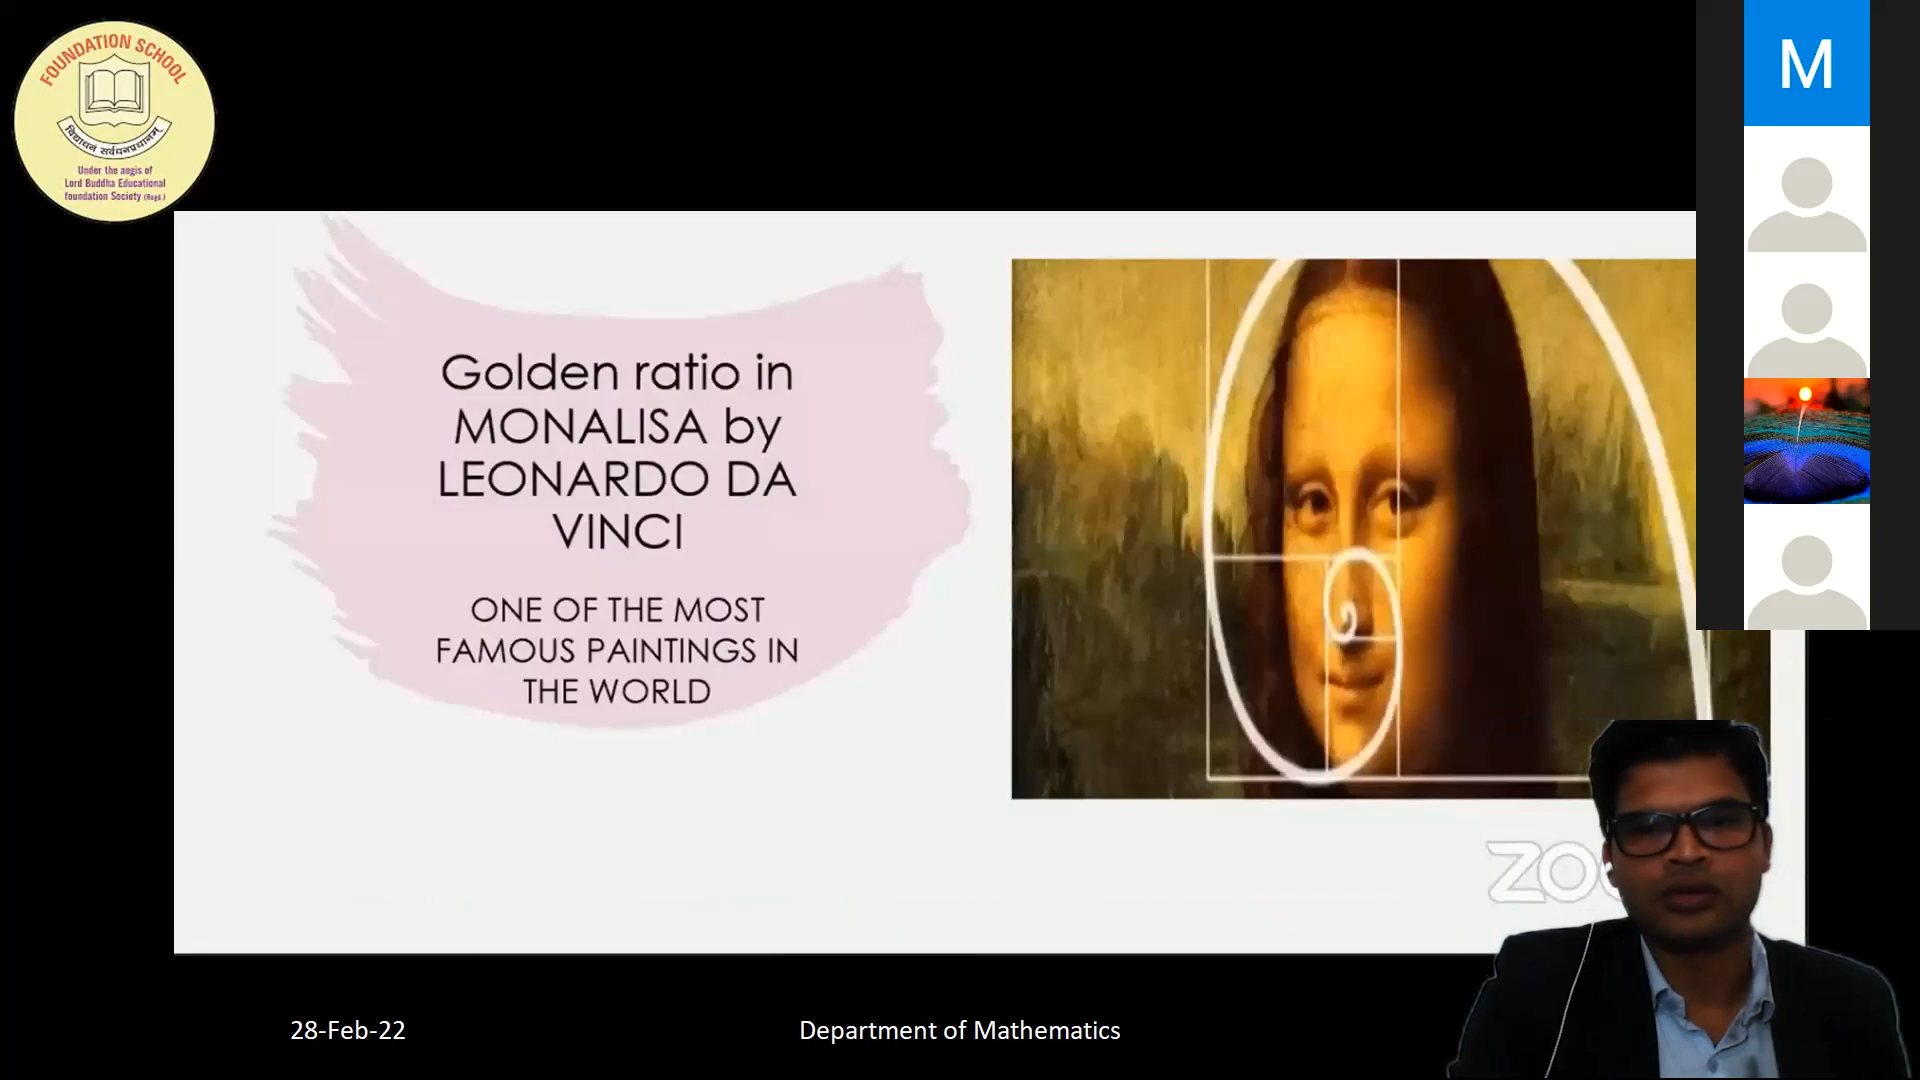 FOUNDATION SCHOOL
विद्याधनं सर्वधनप्रधानम्
Under the aegis of
Lord Buddha Educational
foundation Society (Regd.)
M
Golden ratio in
MONALISA by
LEONARDO DA
VINCI
ONE OF THE MOST
FAMOUS PAINTINGS IN
THE WORLD
28-Feb-22
Department of Mathematics